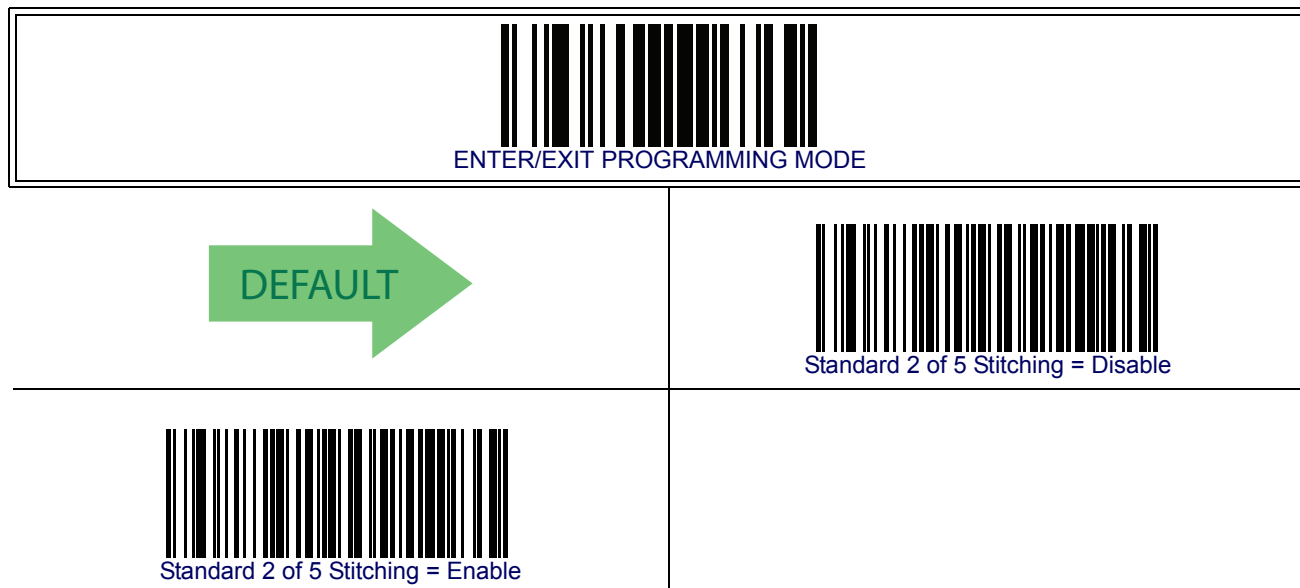 ENTER/EXIT PROGRAMMING MODE
DEFAULT
Standard 2 of 5 Stitching = Disable
Standard 2 of 5 Stitching = Enable